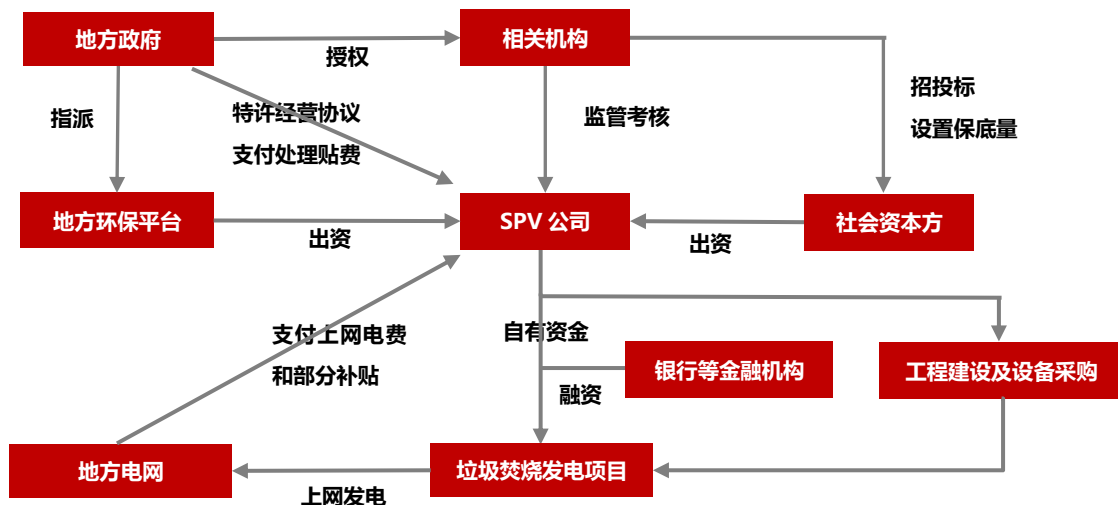 地方政府
授权
相关机构
招投标
设置保底量
指派
特许经营协议
支付处理贴费
监管考核
地方环保平台
出资
SPV 公司
出资
社会资本方
支付上网电费
和部分补贴
自有资金
银行等金融机构
融资
工程建设及设备采购
地方电网
上网发电
垃圾焚烧发电项目